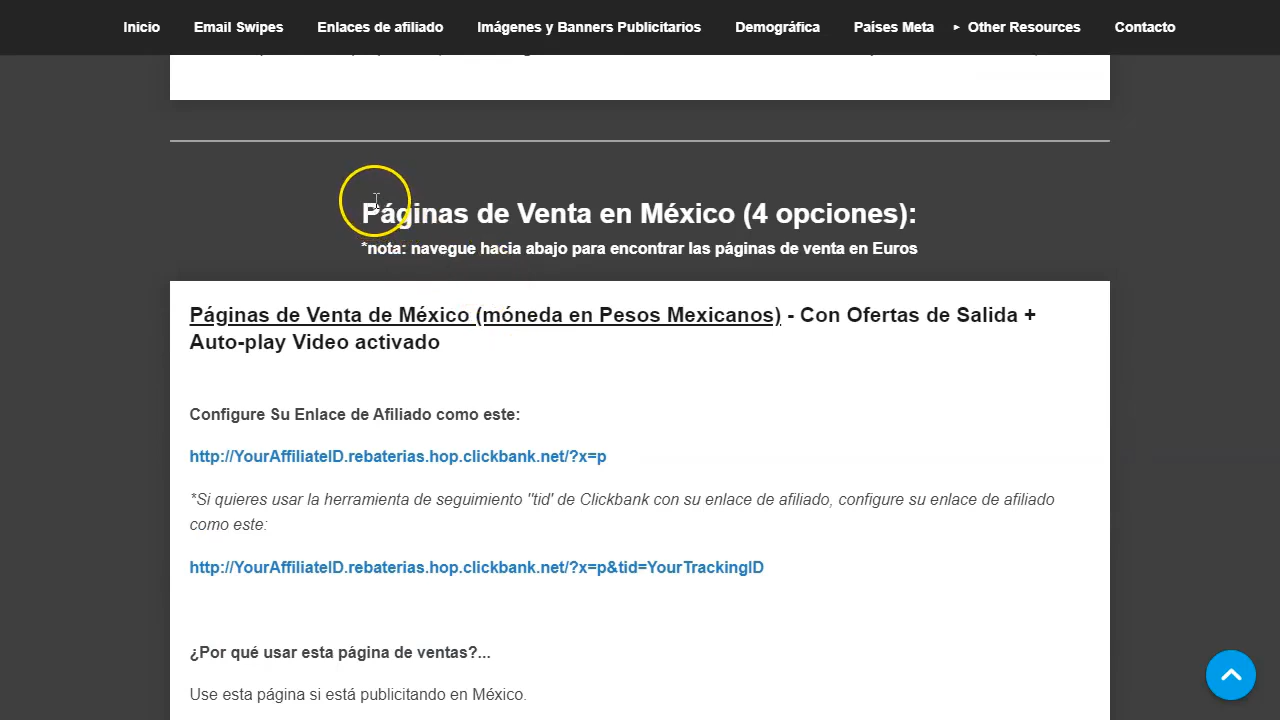 Inicio Email Swipes Enlaces de afiliado Imágenes y Banners Publicitarios Demográfica Países Meta ▸ Other Resources Contacto
Páginas de Venta en México (4 opciones):
*nota: navegue hacia abajo para encontrar las páginas de venta en Euros
Páginas de Venta de México (móneda en Pesos Mexicanos) - Con Ofertas de Salida +
Auto-play Video activado
Configure Su Enlace de Afiliado como este:
http://YourAffiliateID.rebaterias.hop.clickbank.net/?x=p
*Si quieres usar la herramienta de seguimiento "tid' de Clickbank con su enlace de afiliado, configure su enlace de afiliado
como este:
http://YourAffiliateID.rebaterias.hop.clickbank.net/?x=p&tid=YourTrackingID
¿Por qué usar esta página de ventas?...
Use esta página si está publicitando en México.